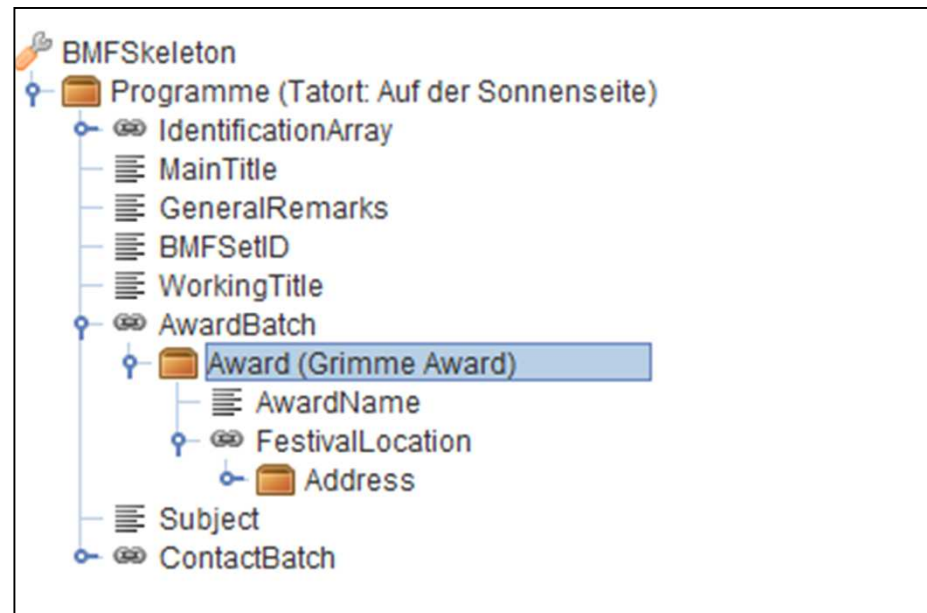 BMFSkeleton
Programme (Tatort: Auf der Sonnenseite)
IdentificationArray
MainTitle
GeneralRemarks
BMFSetID
WorkingTitle
AwardBatch
Award (Grimme Award)
AwardName
FestivalLocation
Address
Subject
ContactBatch